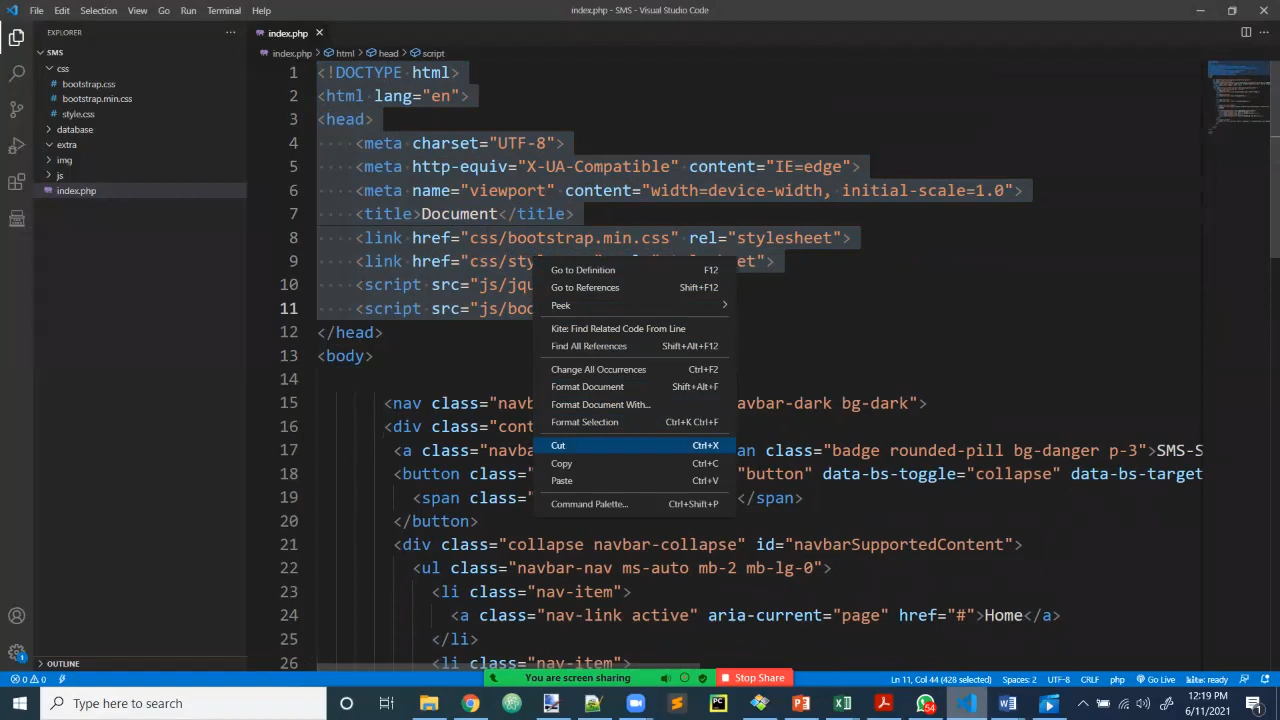 File Edit Selection View Go Run Terminal Help
index.php - SMS - Visual Studio Code
EXPLORER
SMS
css
bootstrap.css
bootstrap.min.css
style.css
database
extra
img
js
index.php
OUTLINE
index.php
index.php html head script
1 <!DOCTYPE html>
2 <html lang="en">
3 <head>
4 <meta charset="UTF-8">
5 <meta http-equiv="X-UA-Compatible" content="IE=edge">
6 <meta name="viewport" content="width=device-width, initial-scale=1.0">
7 <title>Document</title>
8 <link href="css/bootstrap.min.css" rel="stylesheet">
9 <link href="css/sty et">
10 <script src="js/jqu
11 <script src="js/boo
12 </head>
13 <body>
14
15 <nav class="navb avbar-dark bg-dark">
16 <div class="cont
17 <a class="navb an class="badge rounded-pill bg-danger p-3">SMS-S
18 <button class= "button" data-bs-toggle="collapse" data-bs-target
19 <span class= </span>
20 </button>
21 <div class="collapse navbar-collapse" id="navbarSupportedContent">
22 <ul class="navbar-nav ms-auto mb-2 mb-lg-0">
23 <li class="nav-item">
24 <a class="nav-link active" aria-current="page" href="#">Home</a>
25 </li>
26 <li class="nav-item">
Go to Definition F12
Go to References Shift+F12
Peek
Kite: Find Related Code From Line
Find All References Shift+Alt+F12
Change All Occurrences Ctrl+F2
Format Document Shift+Alt+F
Format Document With...
Format Selection Ctrl+K Ctrl+F
Cut Ctrl+X
Copy Ctrl+C
Paste Ctrl+V
Command Palette... Ctrl+Shift+P
0 0
You are screen sharing Stop Share
Ln 11, Col 44 (428 selected) Spaces: 2 UTF-8 CRLF php Go Live kite: ready
Type here to search
54
12:19 PM
6/11/2021